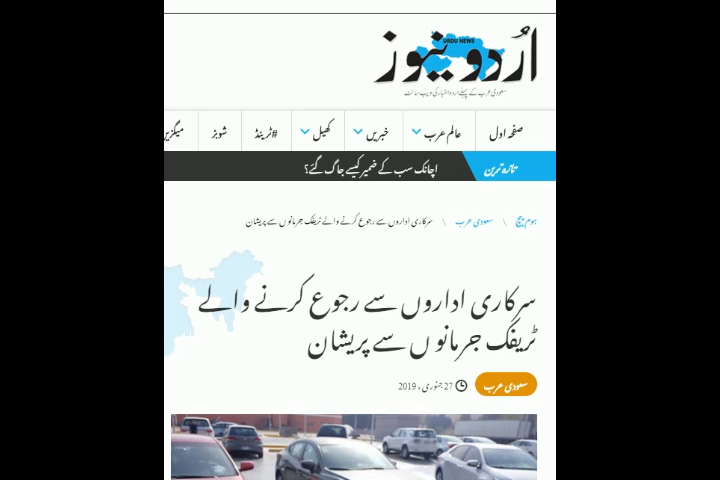 اُردو نیوز
URDU NEWS
سعودی عرب کے پہلے اردو اخبار کی ویب سائٹ
صفحہ اول عالم عرب خبریں کھیل #ٹرینڈ شوبز میگزین
تازہ ترین اچانک سب کے ضمیر کیسے جاگ گئے؟
ہوم پیج \ سعودی عرب \ سرکاری اداروں سے رجوع کرنے والے ٹریفک جرمانو ں سے پریشان
سرکاری اداروں سے رجوع کرنے والے
ٹریفک جرمانو ں سے پریشان
سعودی عرب 27 جنوری ، 2019